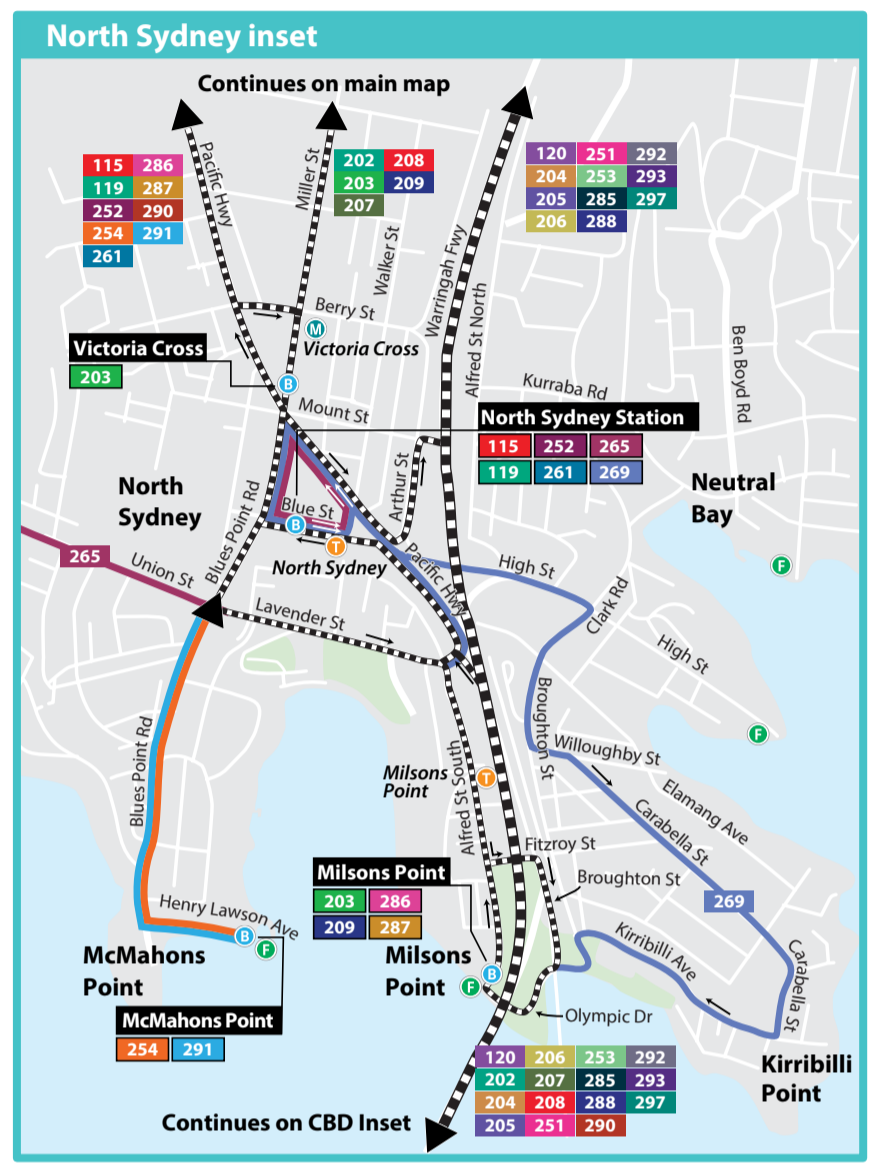 North Sydney inset
Continues on main map
115 286
119 287
252 290
254 291
261
Pacific Hwy
Miller St
202 208
203 209
207
Walker St
Warringah Fwy
120 251 292
204 253 293
205 285 297
206 288
Alfred St North
Berry St
M
Victoria Cross
Victoria Cross
203
B
Mount St
Kurraba Rd
Ben Boyd Rd
North Sydney Station
115 252 265
119 261 269
North
Sydney
Blues Point Rd
Blue St
B
T
North Sydney
Arthur St
Pacific Hwy
Neutral
Bay
F
265
Union St
Lavender St
High St
Clark Rd
High St
F
Broughton St
Willoughby St
Elamang Ave
Carabella St
269
Carabella St
Blues Point Rd
Milsons
Point
T
Alfred St South
Fitzroy St
Broughton St
Milsons Point
203 286
209 287
Henry Lawson Ave
B
F
McMahons
Point
Milsons
Point
B
F
Kirribilli Ave
Olympic Dr
McMahons Point
254 291
120 206 253 292
202 207 285 293
204 208 288 297
205 251 290
Kirribilli
Point
Continues on CBD Inset